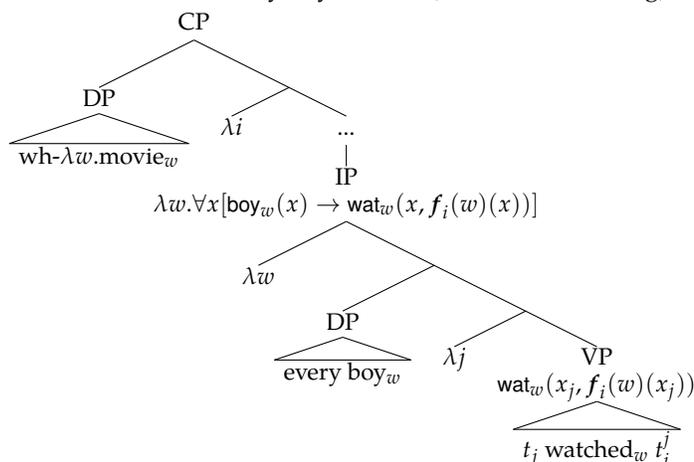 CP
DP
λi
...
wh-λw.movie_w
IP
λw.∀x[boy_w(x) → wat_w(x, f_i(w)(x))]
λw
DP
λj
VP
every boy_w
wat_w(x_j, f_i(w)(x_j))
t_j watched_w t_i^j